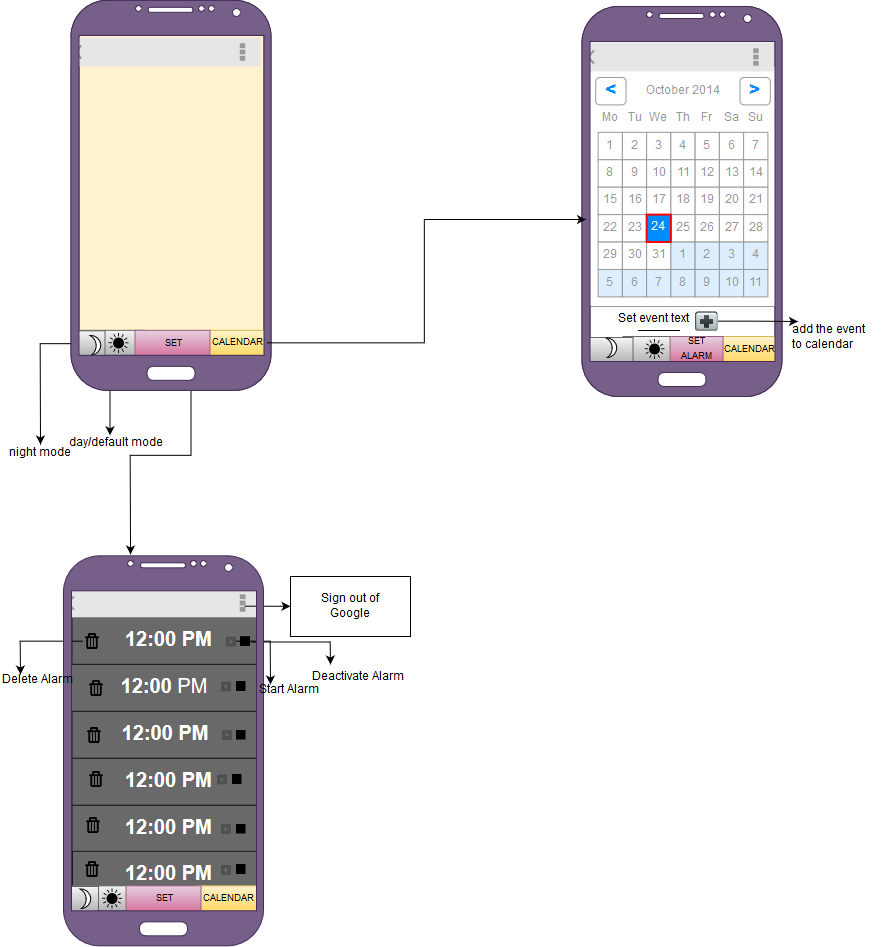 SET
CALENDAR
night mode
day/default mode
<
October 2014
>
Mo Tu We Th Fr Sa Su
1 2 3 4 5 6 7
8 9 10 11 12 13 14
15 16 17 18 19 20 21
22 23 24 25 26 27 28
29 30 31 1 2 3 4
5 6 7 8 9 10 11
Set event text
add the event
to calendar
SET
ALARM
CALENDAR
Sign out of
Google
12:00 PM
Delete Alarm
Start Alarm
Deactivate Alarm
12:00 PM
12:00 PM
12:00 PM
12:00 PM
12:00 PM
SET
CALENDAR